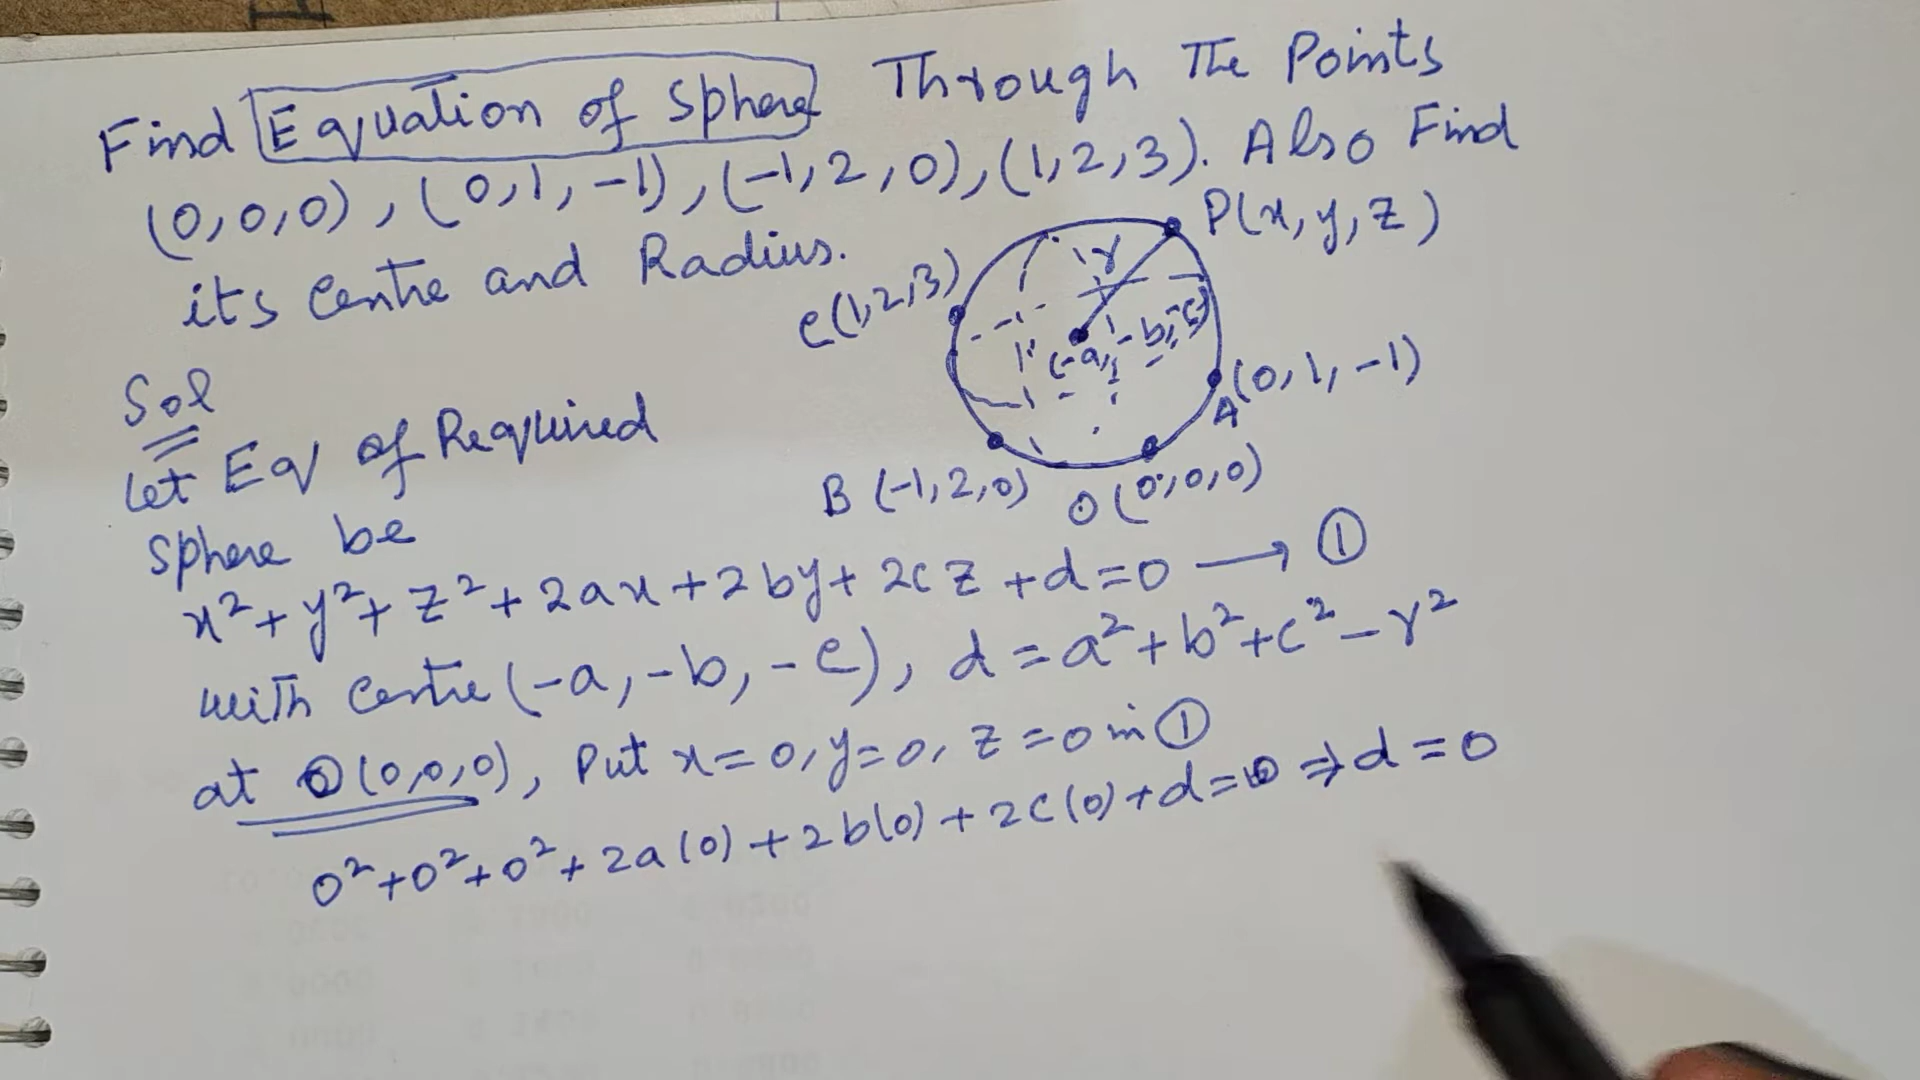 Find Equation of Sphere Through The Points
(0,0,0), (0,1,-1), (-1,2,0), (1,2,3). Also Find
its Centre and Radius.
P(x,y,z)
r
C(1,2,3)
(-a,-b,-c)
A(0,1,-1)
B(-1,2,0)
O(0,0,0)
Sol
Let Eq of Required
Sphere be
x²+y²+z²+2ax+2by+2cz+d=0 → ①
with Centre (-a,-b,-c), d=a²+b²+c²-r²
at O(0,0,0), Put x=0, y=0, z=0 in ①
0²+0²+0²+2a(0)+2b(0)+2c(0)+d=0 ⇒ d=0